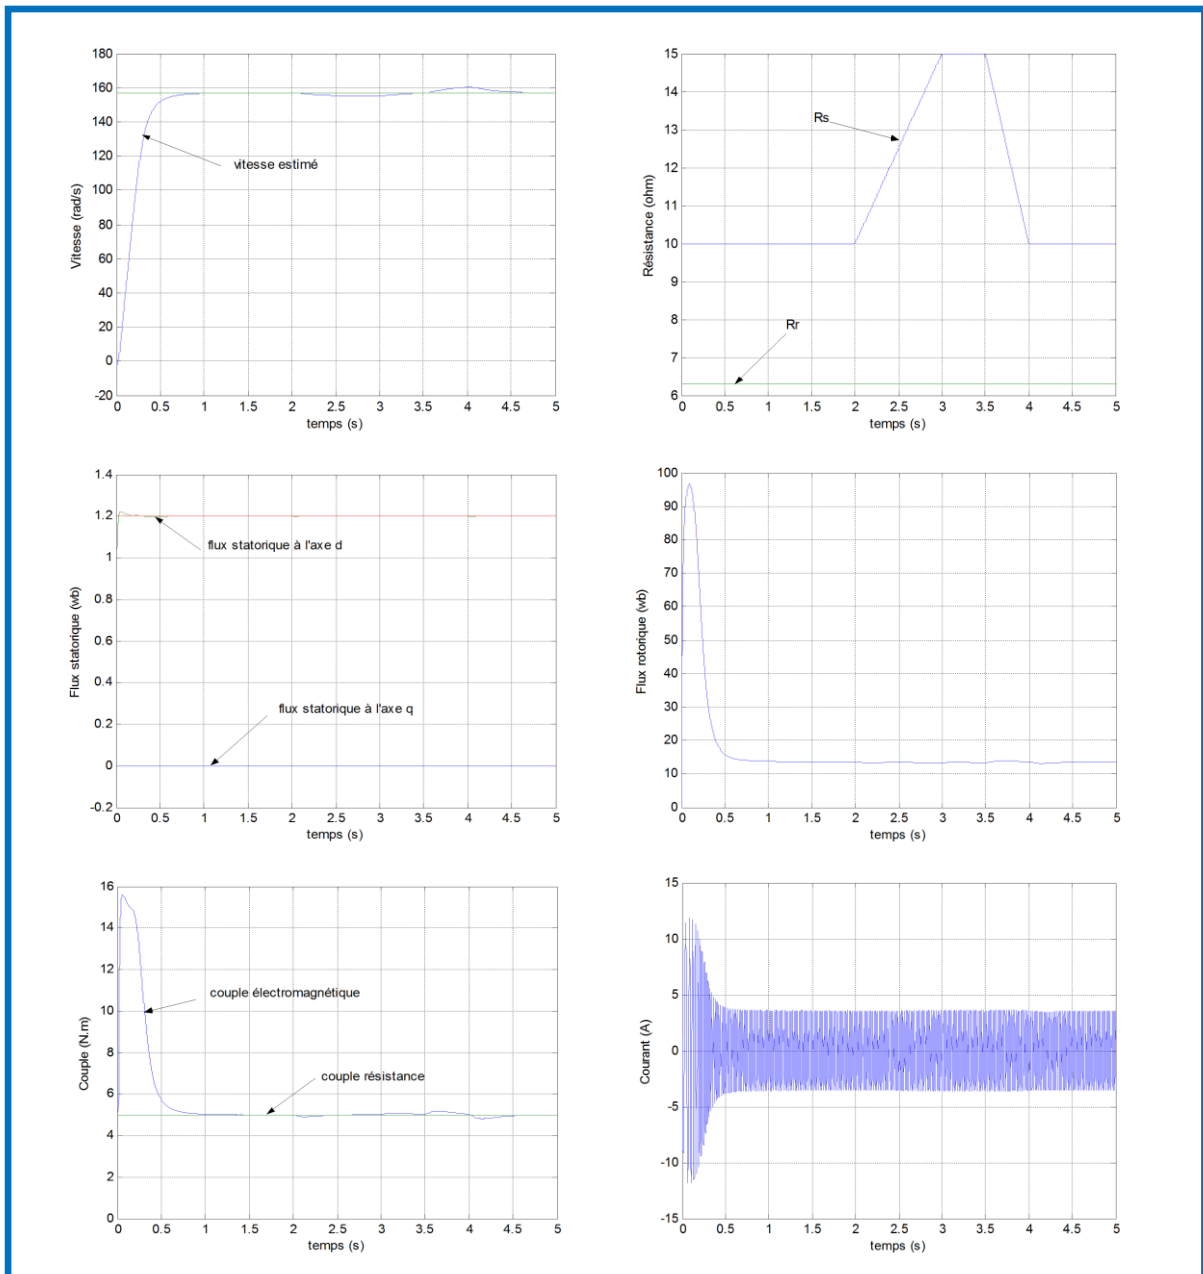 180
160
140
120
100
80
60
40
20
0
-20
Vitesse (rad/s)
vitesse estimé
0 0.5 1 1.5 2 2.5 3 3.5 4 4.5 5
temps (s)
15
14
13
12
11
10
9
8
7
6
Résistance (ohm)
Rs
Rr
0 0.5 1 1.5 2 2.5 3 3.5 4 4.5 5
temps (s)
1.4
1.2
1
0.8
0.6
0.4
0.2
0
-0.2
Flux statorique (wb)
flux statorique à l'axe d
flux statorique à l'axe q
0 0.5 1 1.5 2 2.5 3 3.5 4 4.5 5
temps (s)
100
90
80
70
60
50
40
30
20
10
0
Flux rotorique (wb)
0 0.5 1 1.5 2 2.5 3 3.5 4 4.5 5
temps (s)
16
14
12
10
8
6
4
2
0
Couple (N.m)
couple électromagnétique
couple résistance
0 0.5 1 1.5 2 2.5 3 3.5 4 4.5 5
temps (s)
15
10
5
0
-5
-10
-15
Courant (A)
0 0.5 1 1.5 2 2.5 3 3.5 4 4.5 5
temps (s)